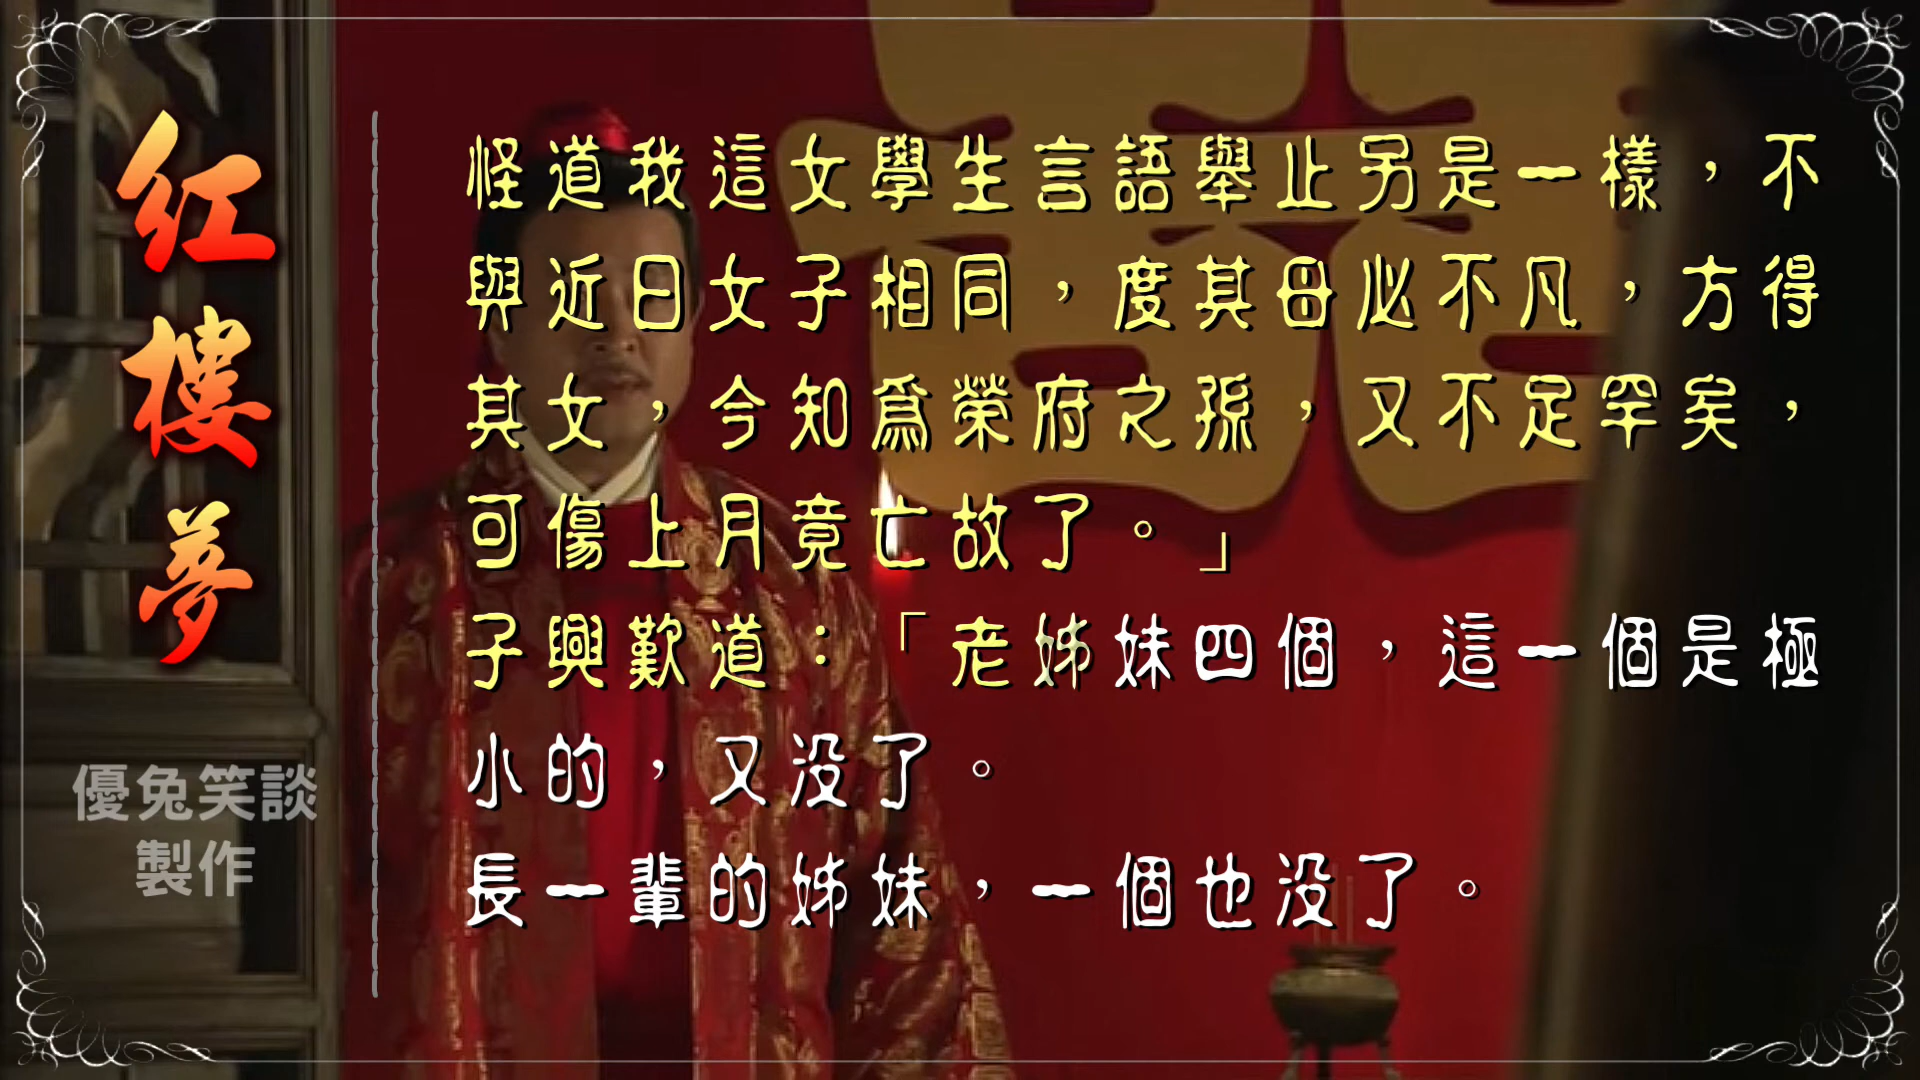 紅樓夢
優兔笑談
製作
怪道我這女學生言語舉止另是一樣，不
與近日女子相同，度其母必不凡，方得
其女，今知爲榮府之孫，又不足罕矣，
可傷上月竟亡故了。」
子興歎道：「老姊妹四個，這一個是極
小的，又没了。
長一輩的姊妹，一個也没了。